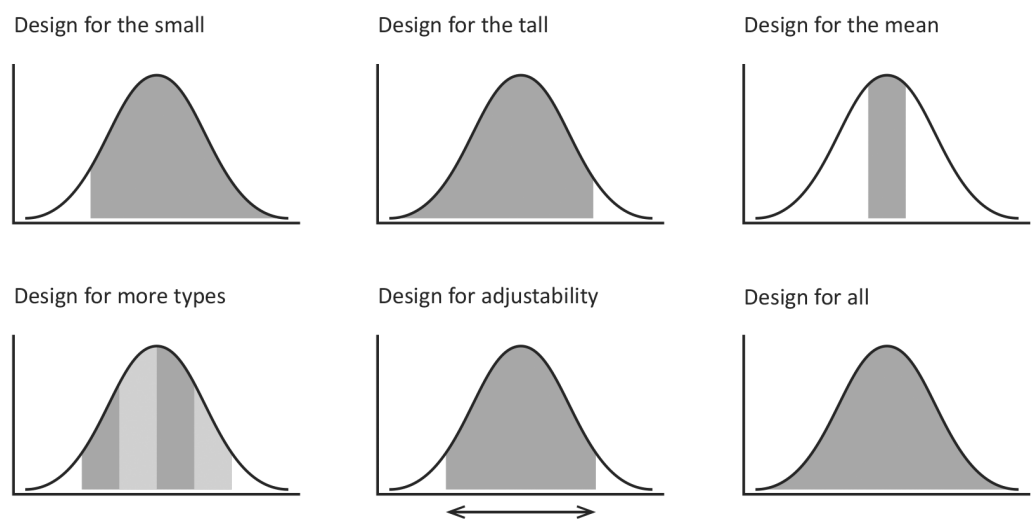 Design for the small
Design for the tall
Design for the mean
Design for more types
Design for adjustability
Design for all